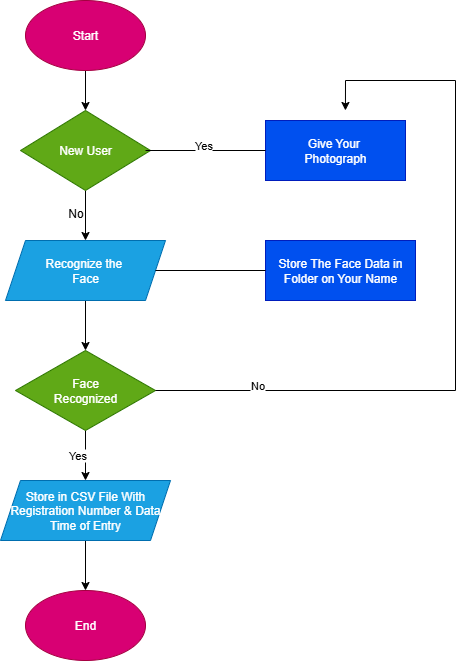 Start
New User
Yes
Give Your
Photograph
No
Recognize the
Face
Store The Face Data in
Folder on Your Name
Face
Recognized
No
Yes
Store in CSV File With
Registration Number & Data
Time of Entry
End